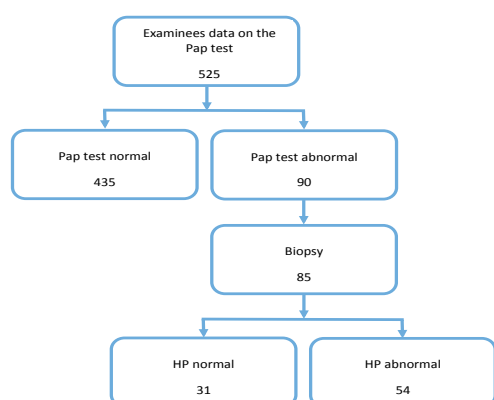 Examinees data on the
Pap test
525
Pap test normal
435
Pap test abnormal
90
Biopsy
85
HP normal
31
HP abnormal
54